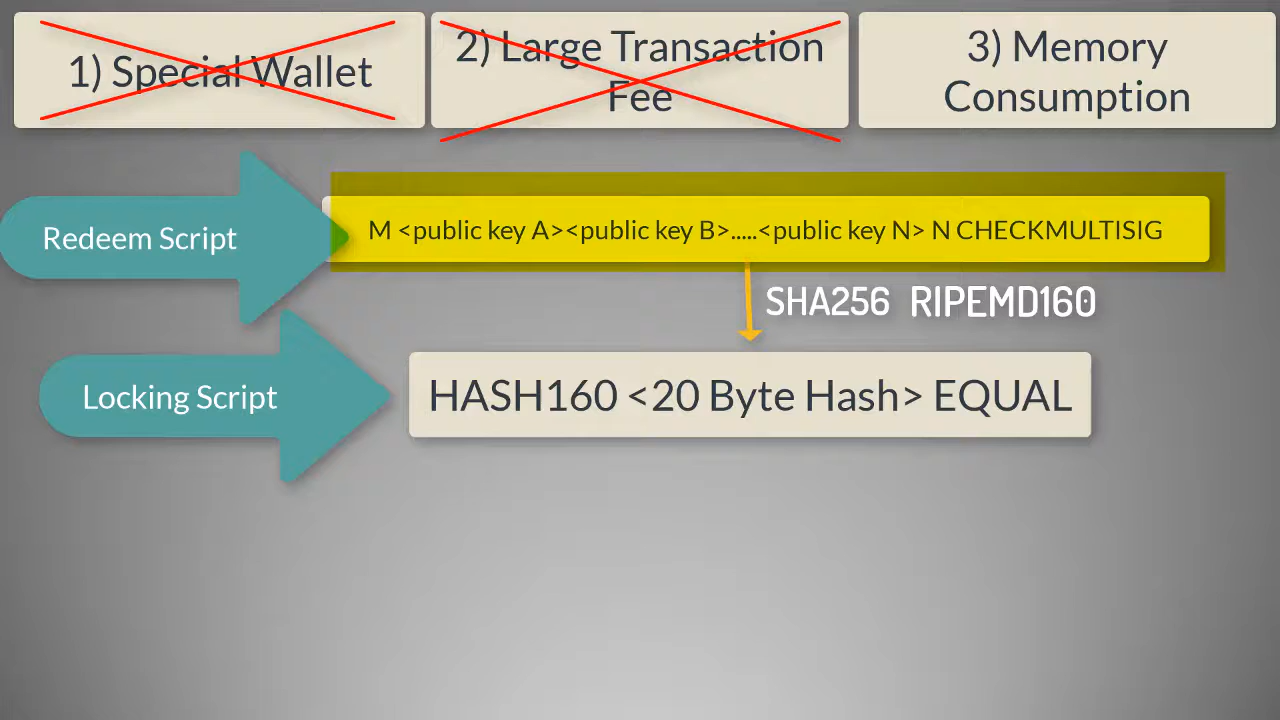 1) Special Wallet
2) Large Transaction
Fee
3) Memory
Consumption
Redeem Script
M <public key A><public key B>.....<public key N> N CHECKMULTISIG
SHA256 RIPEMD160
Locking Script
HASH160 <20 Byte Hash> EQUAL